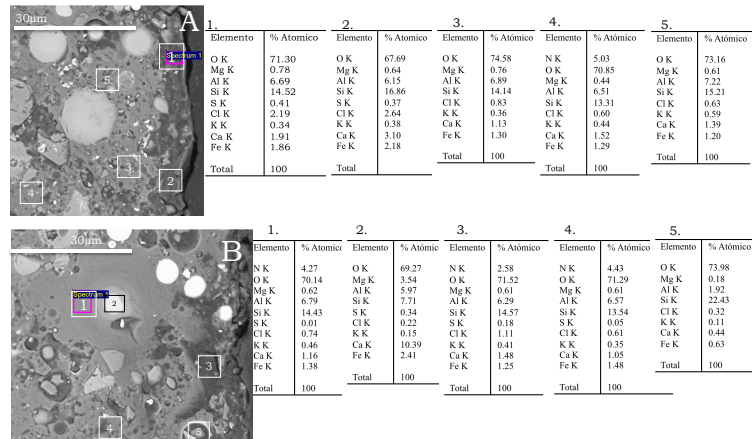 30µm
A
Spectrum 1
1
5
3
4
2
1.
Elemento % Atomico
O K 71.30
Mg K 0.78
Al K 6.69
Si K 14.52
S K 0.41
Cl K 2.19
K K 0.34
Ca K 1.91
Fe K 1.86
Total 100
2.
Elemento % Atomico
O K 67.69
Mg K 0.64
Al K 6.15
Si K 16.86
S K 0.37
Cl K 2.64
K K 0.38
Ca K 3.10
Fe K 2.18
Total
3.
Elemento % Atomico
O K 74.58
Mg K 0.76
Al K 6.89
Si K 14.14
Cl K 0.83
K K 0.36
Ca K 1.13
Fe K 1.30
Total 100
4.
Elemento % Atomico
N K 5.03
O K 70.85
Mg K 0.44
Al K 6.51
Si K 13.31
Cl K 0.60
K K 0.44
Ca K 1.52
Fe K 1.29
Total 100
5.
Elemento % Atomico
O K 73.16
Mg K 0.61
Al K 7.22
Si K 15.21
Cl K 0.63
K K 0.59
Ca K 1.39
Fe K 1.20
Total 100
30µm
B
Spectrum 1
1
2
3
4
5
1.
Elemento % Atómico
N K 4.27
O K 70.14
Mg K 0.62
Al K 6.79
Si K 14.43
S K 0.01
Cl K 0.74
K K 0.46
Ca K 1.16
Fe K 1.38
Total 100
2.
Elemento % Atómico
O K 69.27
Mg K 3.54
Al K 5.97
Si K 7.71
S K 0.34
Cl K 0.22
K K 0.15
Ca K 10.39
Fe K 2.41
Total 100
3.
Elemento % Atómico
N K 2.58
O K 71.52
Mg K 0.61
Al K 6.29
Si K 14.57
S K 0.18
Cl K 1.11
K K 0.41
Ca K 1.48
Fe K 1.25
Total 100
4.
Elemento % Atómico
N K 4.43
O K 71.29
Mg K 0.61
Al K 6.57
Si K 13.54
S K 0.05
Cl K 0.61
K K 0.35
Ca K 1.05
Fe K 1.48
Total 100
5.
Elemento % Atómico
O K 73.98
Mg K 0.18
Al K 1.92
Si K 22.43
Cl K 0.32
K K 0.11
Ca K 0.44
Fe K 0.63
Total 100